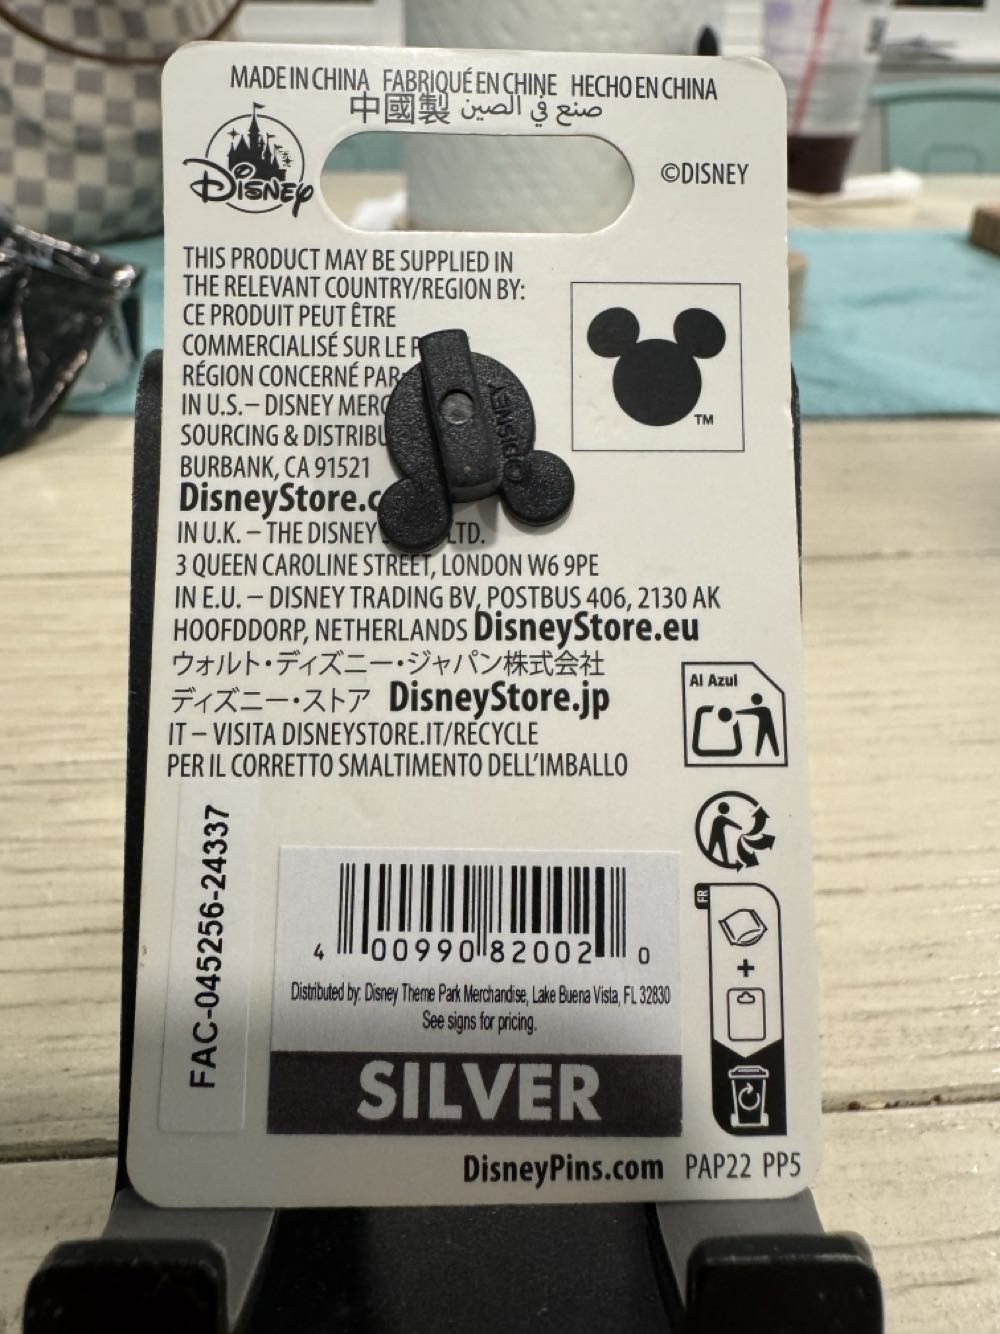 MADE IN CHINA FABRIQUÉ EN CHINE HECHO EN CHINA
中國製 صنع في الصين
DISNEY
©DISNEY
THIS PRODUCT MAY BE SUPPLIED IN
THE RELEVANT COUNTRY/REGION BY:
CE PRODUIT PEUT ÊTRE
COMMERCIALISÉ SUR LE
RÉGION CONCERNÉ PAR
IN U.S.– DISNEY
SOURCING &
BURBANK, CA 91521
IN U.K. – THE DISNEY LTD.
3 QUEEN CAROLINE STREET, LONDON W6 9PE
IN E.U. – DISNEY TRADING BV, POSTBUS 406, 2130 AK
HOOFDDORP, NETHERLANDS DisneyStore.eu
ウォルト・ディズニー・ジャパン株式会社
ディズニー・ストア DisneyStore.jp
IT – VISITA DISNEYSTORE.IT/RECYCLE
PER IL CORRETTO SMALTIMENTO DELL'IMBALLO
DISNEY
TM
Al Azul
FR
+
FAC-045256-24337
4 00990 82002 0
Distributed by: Disney Theme Park Merchandise, Lake Buena Vista, FL 32830
See signs for pricing.
SILVER
DisneyPins.com PAP22 PP5